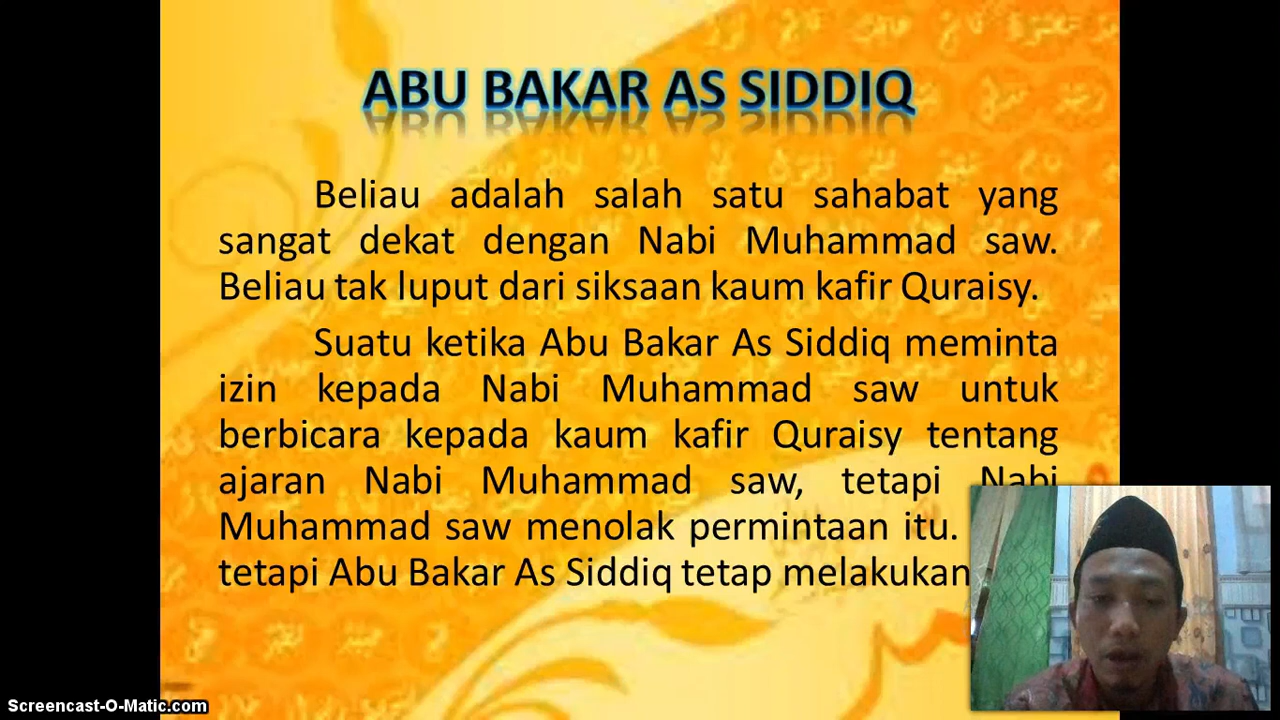 ABU BAKAR AS SIDDIQ
Beliau adalah salah satu sahabat yang
sangat dekat dengan Nabi Muhammad saw.
Beliau tak luput dari siksaan kaum kafir Quraisy.
Suatu ketika Abu Bakar As Siddiq meminta
izin kepada Nabi Muhammad saw untuk
berbicara kepada kaum kafir Quraisy tentang
ajaran Nabi Muhammad saw, tetapi Nabi
Muhammad saw menolak permintaan itu.
tetapi Abu Bakar As Siddiq tetap melakukan
Screencast-O-Matic.com